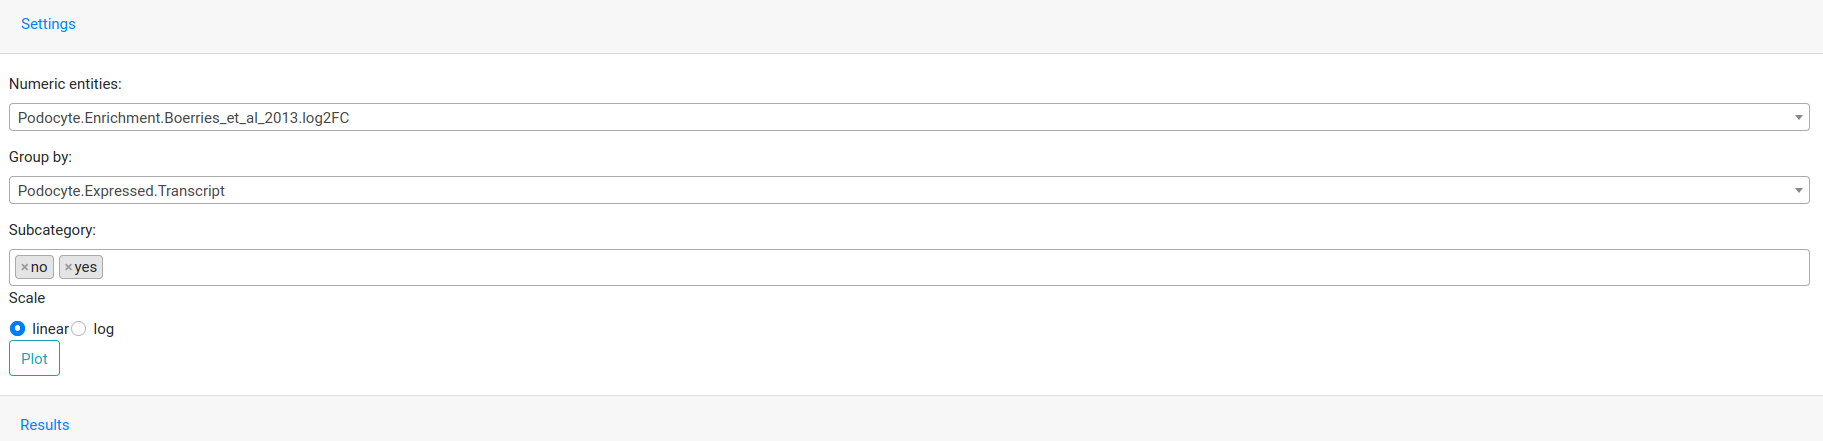 Settings
Numeric entities:
Podocyte.Enrichment.Boerries_et_al_2013.log2FC
Group by:
Podocyte.Expressed.Transcript
Subcategory:
×no ×yes
Scale
linear log
Plot
Results